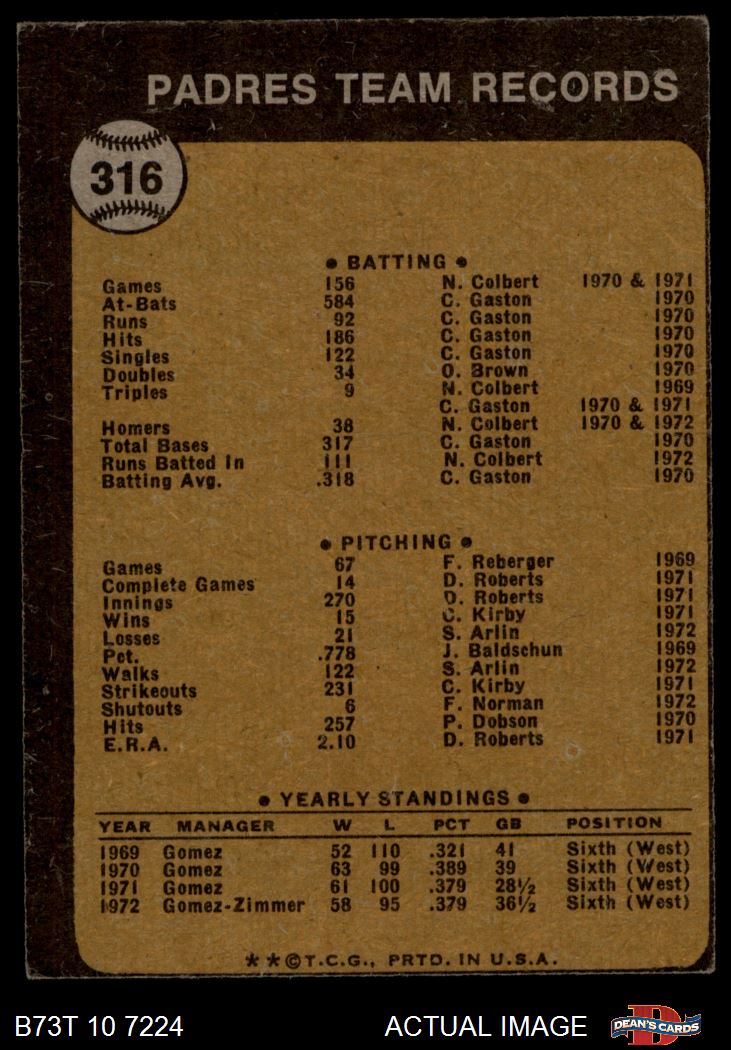 PADRES TEAM RECORDS
316
• BATTING •
Games 156 N. Colbert 1970 & 1971
At-Bats 584 C. Gaston 1970
Runs 92 C. Gaston 1970
Hits 186 C. Gaston 1970
Singles 122 C. Gaston 1970
Doubles 34 O. Brown 1970
Triples 9 N. Colbert 1969
C. Gaston 1970 & 1971
Homers 38 N. Colbert 1970 & 1972
Total Bases 317 C. Gaston 1970
Runs Batted In 111 N. Colbert 1972
Batting Avg. .318 C. Gaston 1970
• PITCHING •
Games 67 F. Reberger 1969
Complete Games 14 D. Roberts 1971
Innings 270 D. Roberts 1971
Wins 15 C. Kirby 1971
Losses 21 S. Arlin 1972
Pct. .778 J. Baldschun 1969
Walks 122 S. Arlin 1972
Strikeouts 231 C. Kirby 1971
Shutouts 6 F. Norman 1972
Hits 257 P. Dobson 1970
E.R.A. 2.10 D. Roberts 1971
• YEARLY STANDINGS •
YEAR MANAGER W L PCT GB POSITION
1969 Gomez 52 110 .321 41 Sixth (West)
1970 Gomez 63 99 .389 39 Sixth (West)
1971 Gomez 61 100 .379 28½ Sixth (West)
1972 Gomez-Zimmer 58 95 .379 36½ Sixth (West)
**©T.C.G., PRTD. IN U.S.A.
B73T 10 7224 ACTUAL IMAGE DEAN'S CARDS